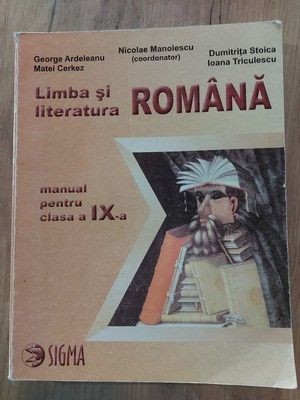 George Ardeleanu
Matei Cerkez
Nicolae Manolescu
(coordonator)
Dumitrița Stoica
Ioana Triculescu
Limba și
literatura ROMÂNĂ
manual
pentru
clasa a IX-a
SIGMA